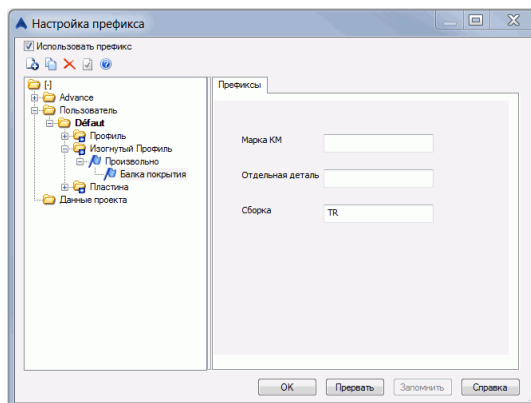 Настройка префикса
Использовать префикс
[-]
Advance
Пользователь
Défaut
Профиль
Изогнутый Профиль
Произвольно
Балка покрытия
Пластина
Данные проекта
Префиксы
Марка КМ
Отдельная деталь
Сборка TR
OK Прервать Запомнить Справка